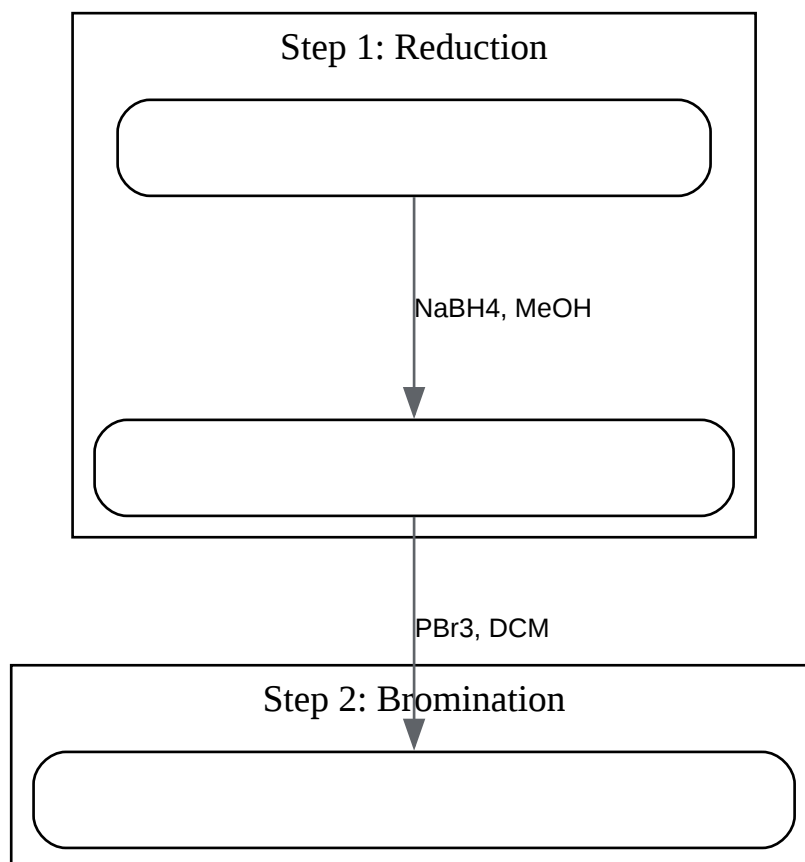 Step 1: Reduction
NaBH4, MeOH
PBr3, DCM
Step 2: Bromination